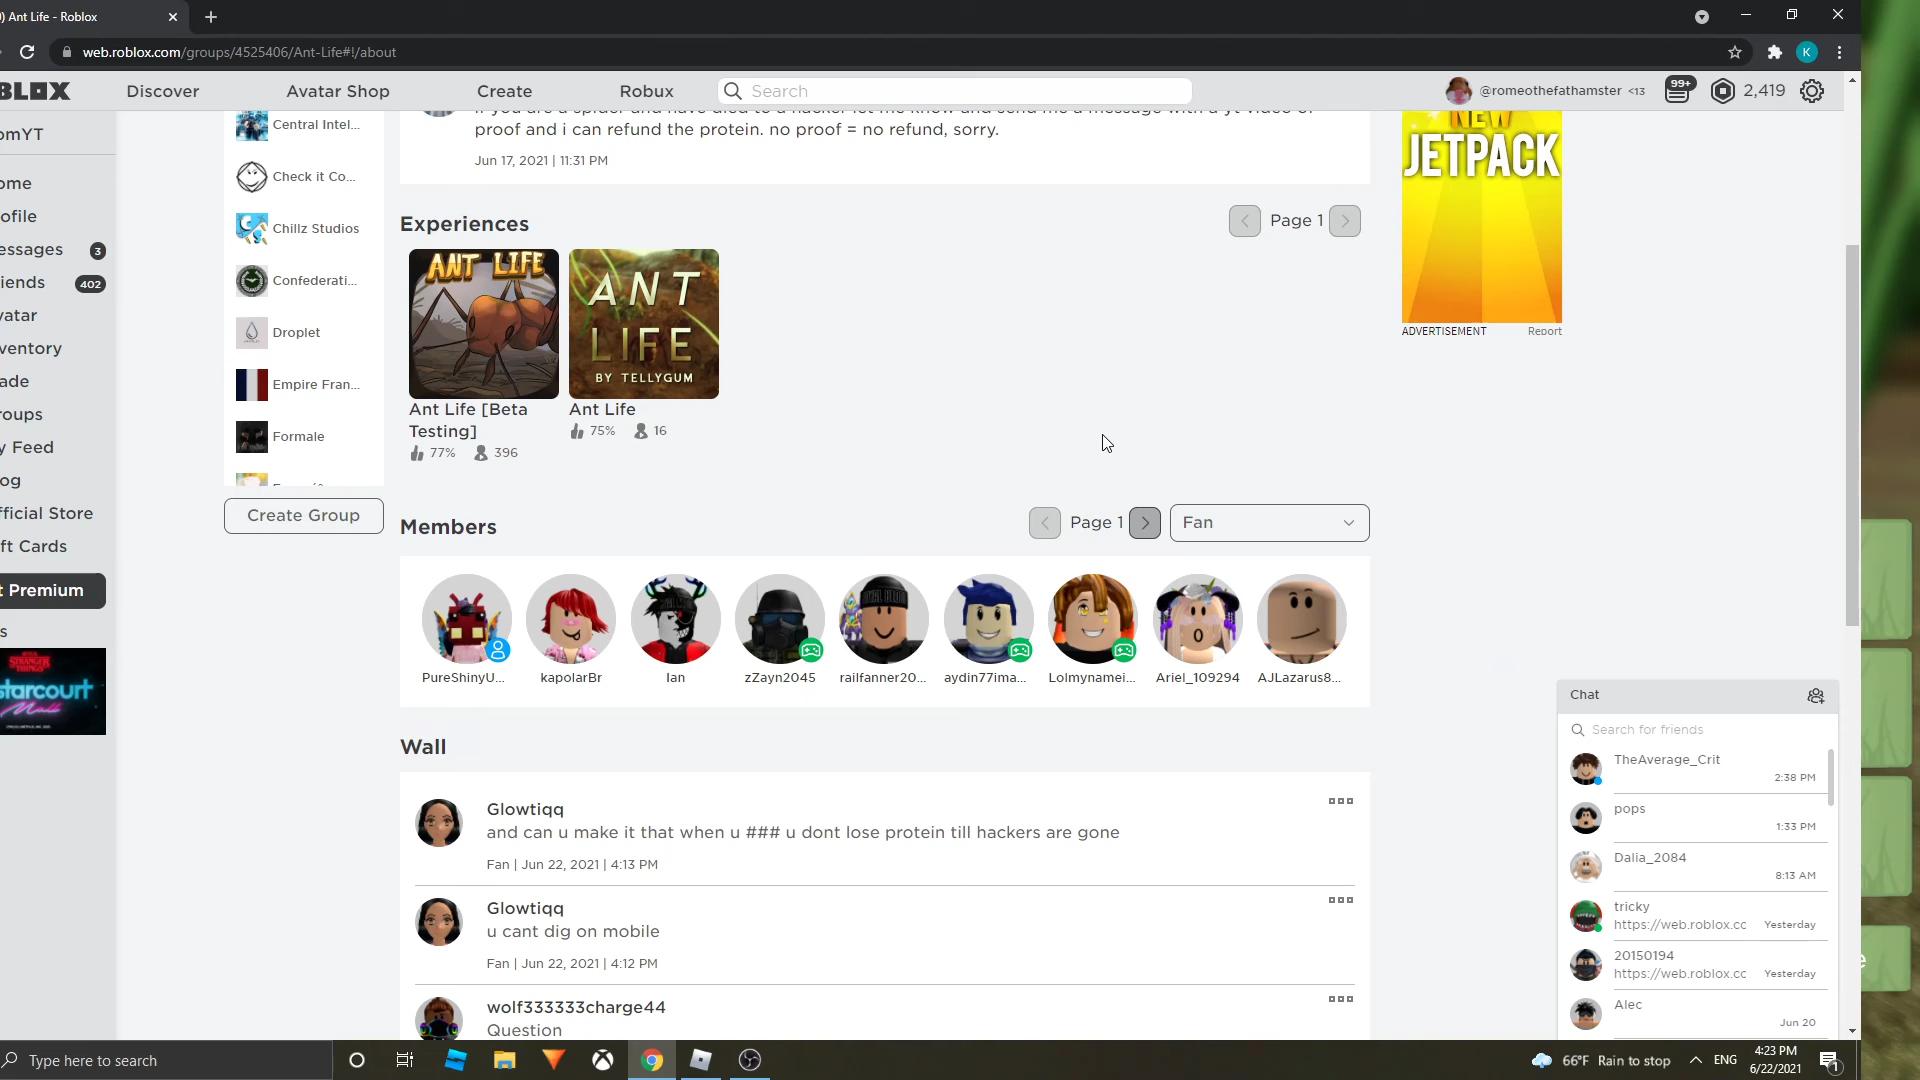 ) Ant Life - Roblox
web.roblox.com/groups/4525406/Ant-Life#!/about
K
BLOX
Discover
Avatar Shop
Create
Robux
Search
@romeothefathamster <13
99+
2,419
omYT
ome
ofile
essages 3
iends 402
vatar
ventory
ade
roups
y Feed
og
fficial Store
ft Cards
t Premium
s
STRANGER THINGS
starcourt
Mall
Central Intel...
Check it Co...
Chillz Studios
Confederati...
Droplet
Empire Fran...
Formale
Create Group
proof and i can refund the protein. no proof = no refund, sorry.
Jun 17, 2021 | 11:31 PM
Experiences
Page 1
ANT LIFE
Ant Life [Beta
Testing]
77% 396
ANT
LIFE
BY TELLYGUM
Ant Life
75% 16
Members
Page 1
Fan
PureShinyU...
kapolarBr
Ian
zZayn2045
railfanner20...
aydin77ima...
Lolmynamei...
Ariel_109294
AJLazarus8...
Wall
Glowtiqq
and can u make it that when u ### u dont lose protein till hackers are gone
Fan | Jun 22, 2021 | 4:13 PM
Glowtiqq
u cant dig on mobile
Fan | Jun 22, 2021 | 4:12 PM
wolf333333charge44
Question
NEW
JETPACK
ADVERTISEMENT
Report
Chat
Search for friends
TheAverage_Crit
2:38 PM
pops
1:33 PM
Dalia_2084
8:13 AM
tricky
https://web.roblox.cc Yesterday
20150194
https://web.roblox.cc Yesterday
Alec
Jun 20
e
Type here to search
66°F Rain to stop
ENG
4:23 PM
6/22/2021
1